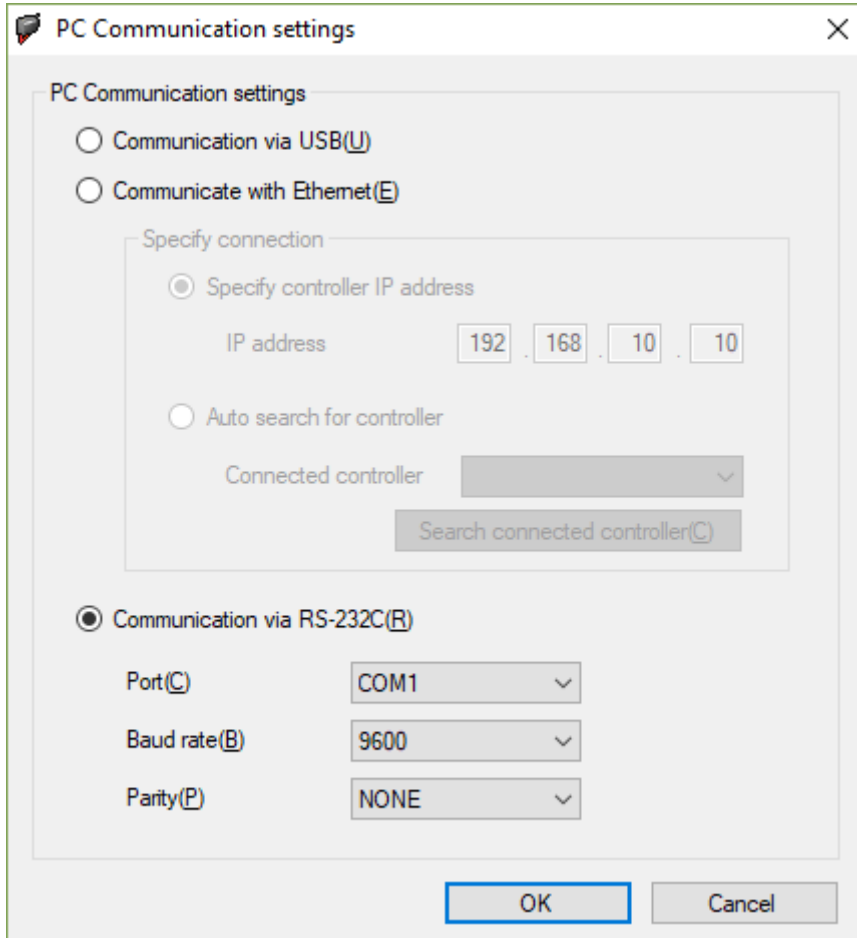 PC Communication settings
PC Communication settings
Communication via USB(U)
Communicate with Ethernet(E)
Specify connection
Specify controller IP address
IP address 192 . 168 . 10 . 10
Auto search for controller
Connected controller
Search connected controller(C)
Communication via RS-232C(R)
Port(C) COM1
Baud rate(B) 9600
Parity(P) NONE
OK Cancel